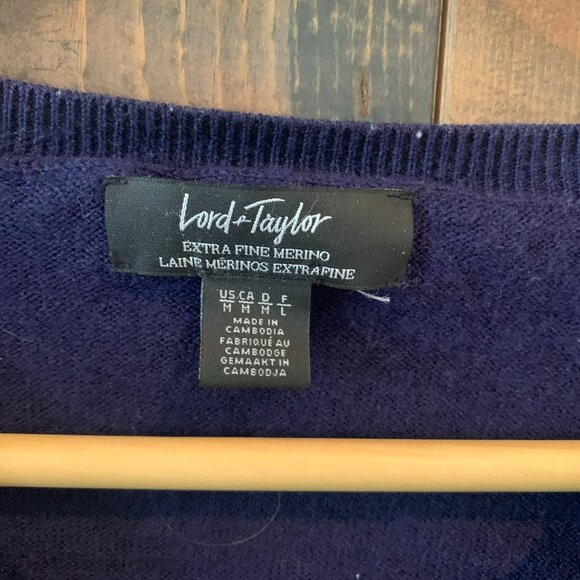 Lord & Taylor
EXTRA FINE MERINO
LAINE MÉRINOS EXTRAFINE
US CA D F
M M M L
MADE IN
CAMBODIA
FABRIQUÉ AU
CAMBODGE
GEMAAKT IN
CAMBODJA